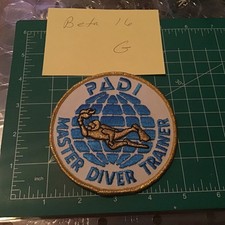 Beta 16
G
PADI
MASTER DIVER TRAINER